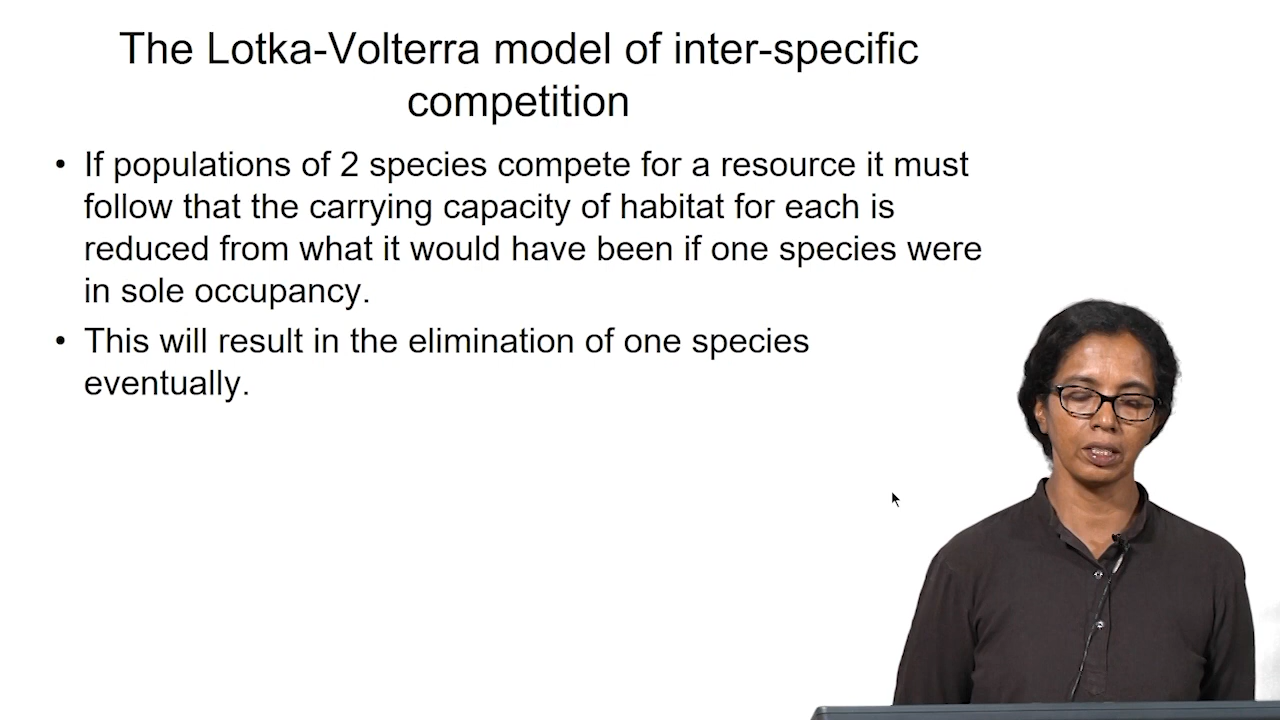 The Lotka-Volterra model of inter-specific
competition
• If populations of 2 species compete for a resource it must
follow that the carrying capacity of habitat for each is
reduced from what it would have been if one species were
in sole occupancy.
• This will result in the elimination of one species
eventually.